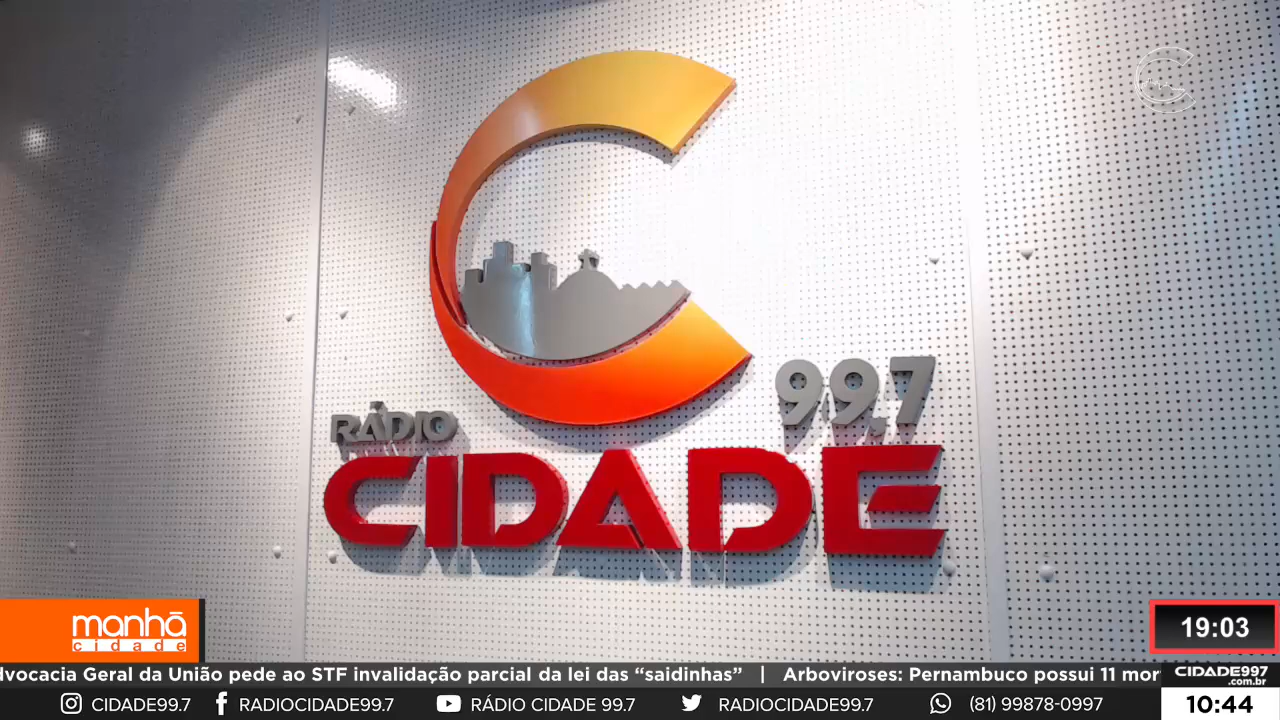 99,7
RÁDIO
CIDADE
manhã
cidade
19:03
Geral da União pede ao STF invalidação parcial da lei das “saidinhas” | Arboviroses: Pernambuco possui 11
CIDADE997
.com.br
CIDADE99.7 RADIOCIDADE99.7 RÁDIO CIDADE 99.7 RADIOCIDADE99.7 (81) 99878-0997
10:44